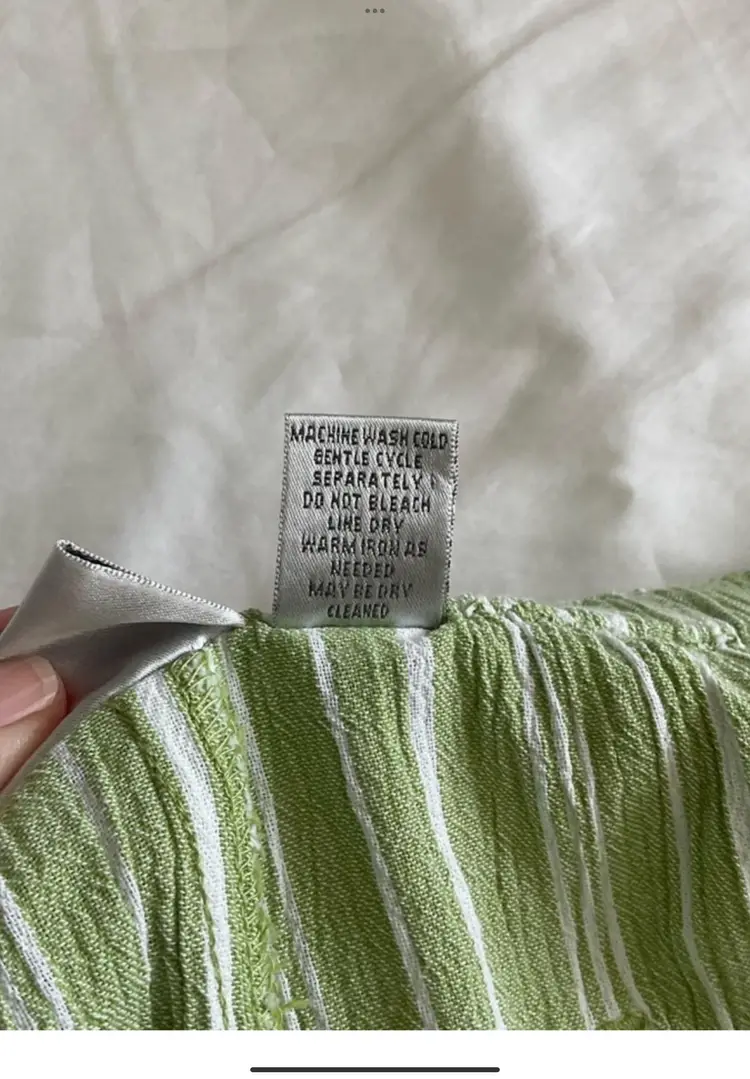 MACHINE WASH COLD
GENTLE CYCLE
SEPARATELY
DO NOT BLEACH
LINE DRY
WARM IRON AS
NEEDED
MAY BE DRY
CLEANED